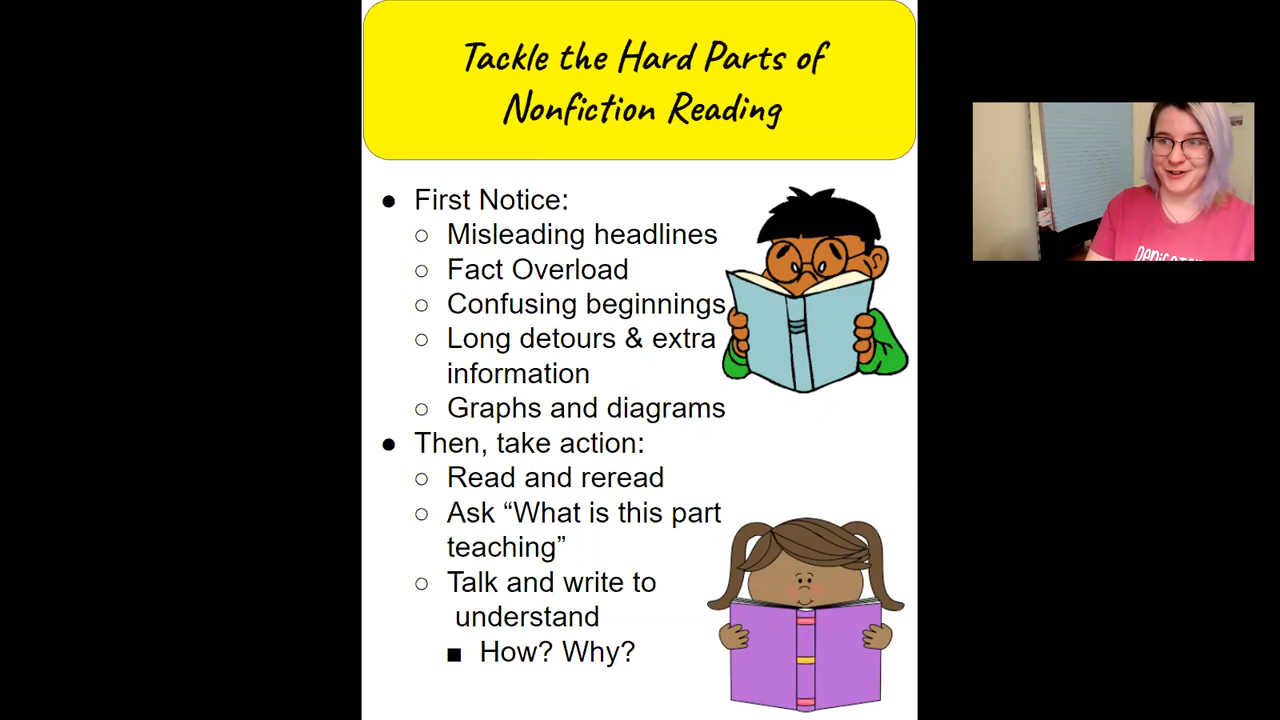 Tackle the Hard Parts of
Nonfiction Reading
● First Notice:
○ Misleading headlines
○ Fact Overload
○ Confusing beginnings
○ Long detours & extra
information
○ Graphs and diagrams
● Then, take action:
○ Read and reread
○ Ask “What is this part
teaching”
○ Talk and write to
understand
■ How? Why?